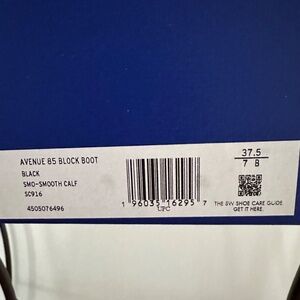 AVENUE 85 BLOCK BOOT
BLACK
SMO-SMOOTH CALF
SC916
4505076496
1 96035 16295 7
UPC
37.5
7 B
THE SW SHOE CARE GUIDE.
GET IT HERE.